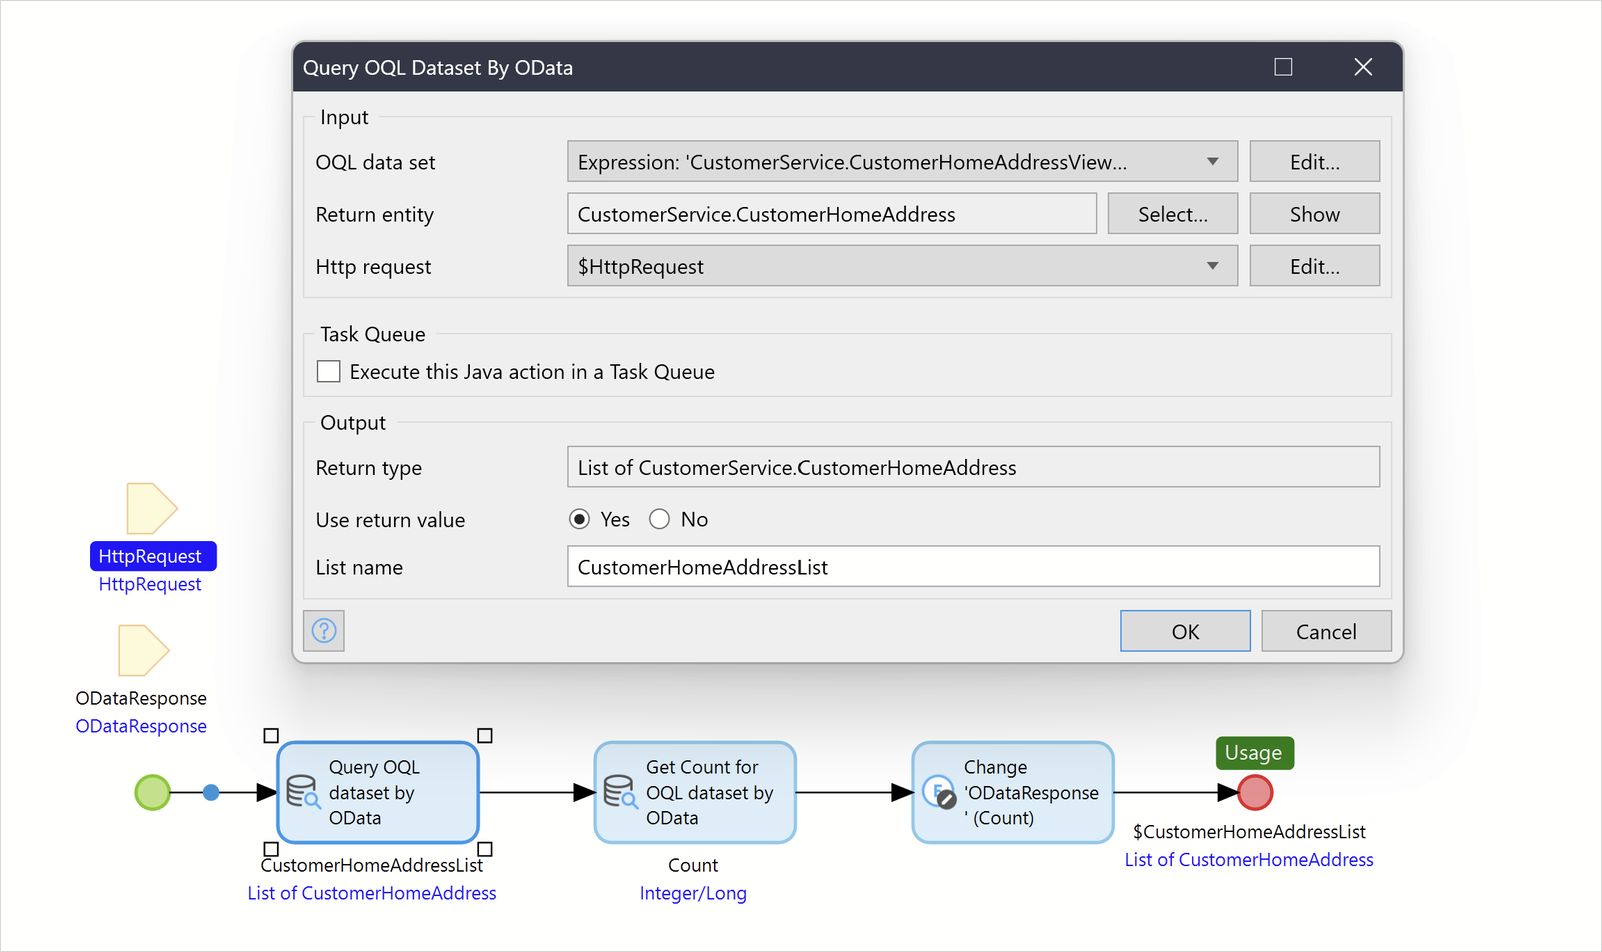 Query OQL Dataset By OData
Input
OQL data set
Expression: 'CustomerService.CustomerHomeAddressView...
Edit...
Return entity
CustomerService.CustomerHomeAddress
Select...
Show
Http request
$HttpRequest
Edit...
Task Queue
Execute this Java action in a Task Queue
Output
Return type
List of CustomerService.CustomerHomeAddress
Use return value
Yes
No
List name
CustomerHomeAddressList
?
OK
Cancel
HttpRequest
HttpRequest
ODataResponse
ODataResponse
Query OQL
dataset by
OData
CustomerHomeAddressList
List of CustomerHomeAddress
Get Count for
OQL dataset by
OData
Count
Integer/Long
E
Change
'ODataResponse
' (Count)
Usage
$CustomerHomeAddressList
List of CustomerHomeAddress